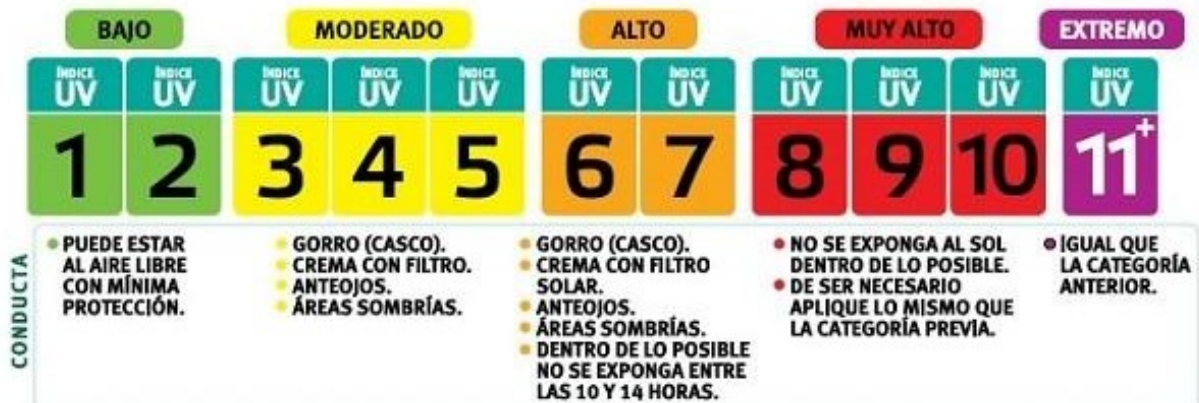 BAJO
MODERADO
ALTO
MUY ALTO
EXTREMO
ÍNDICE UV
ÍNDICE UV
ÍNDICE UV
ÍNDICE UV
ÍNDICE UV
ÍNDICE UV
ÍNDICE UV
ÍNDICE UV
ÍNDICE UV
ÍNDICE UV
ÍNDICE UV
1
2
3
4
5
6
7
8
9
10
11+
CONDUCTA
PUEDE ESTAR
AL AIRE LIBRE
CON MÍNIMA
PROTECCIÓN.
GORRO (CASCO).
CREMA CON FILTRO.
ANTEOJOS.
ÁREAS SOMBRÍAS.
GORRO (CASCO).
CREMA CON FILTRO
SOLAR.
ANTEOJOS.
ÁREAS SOMBRÍAS.
DENTRO DE LO POSIBLE
NO SE EXPONGA ENTRE
LAS 10 Y 14 HORAS.
NO SE EXPONGA AL SOL
DENTRO DE LO POSIBLE.
DE SER NECESARIO
APLIQUE LO MISMO QUE
LA CATEGORÍA PREVIA.
IGUAL QUE
LA CATEGORÍA
ANTERIOR.